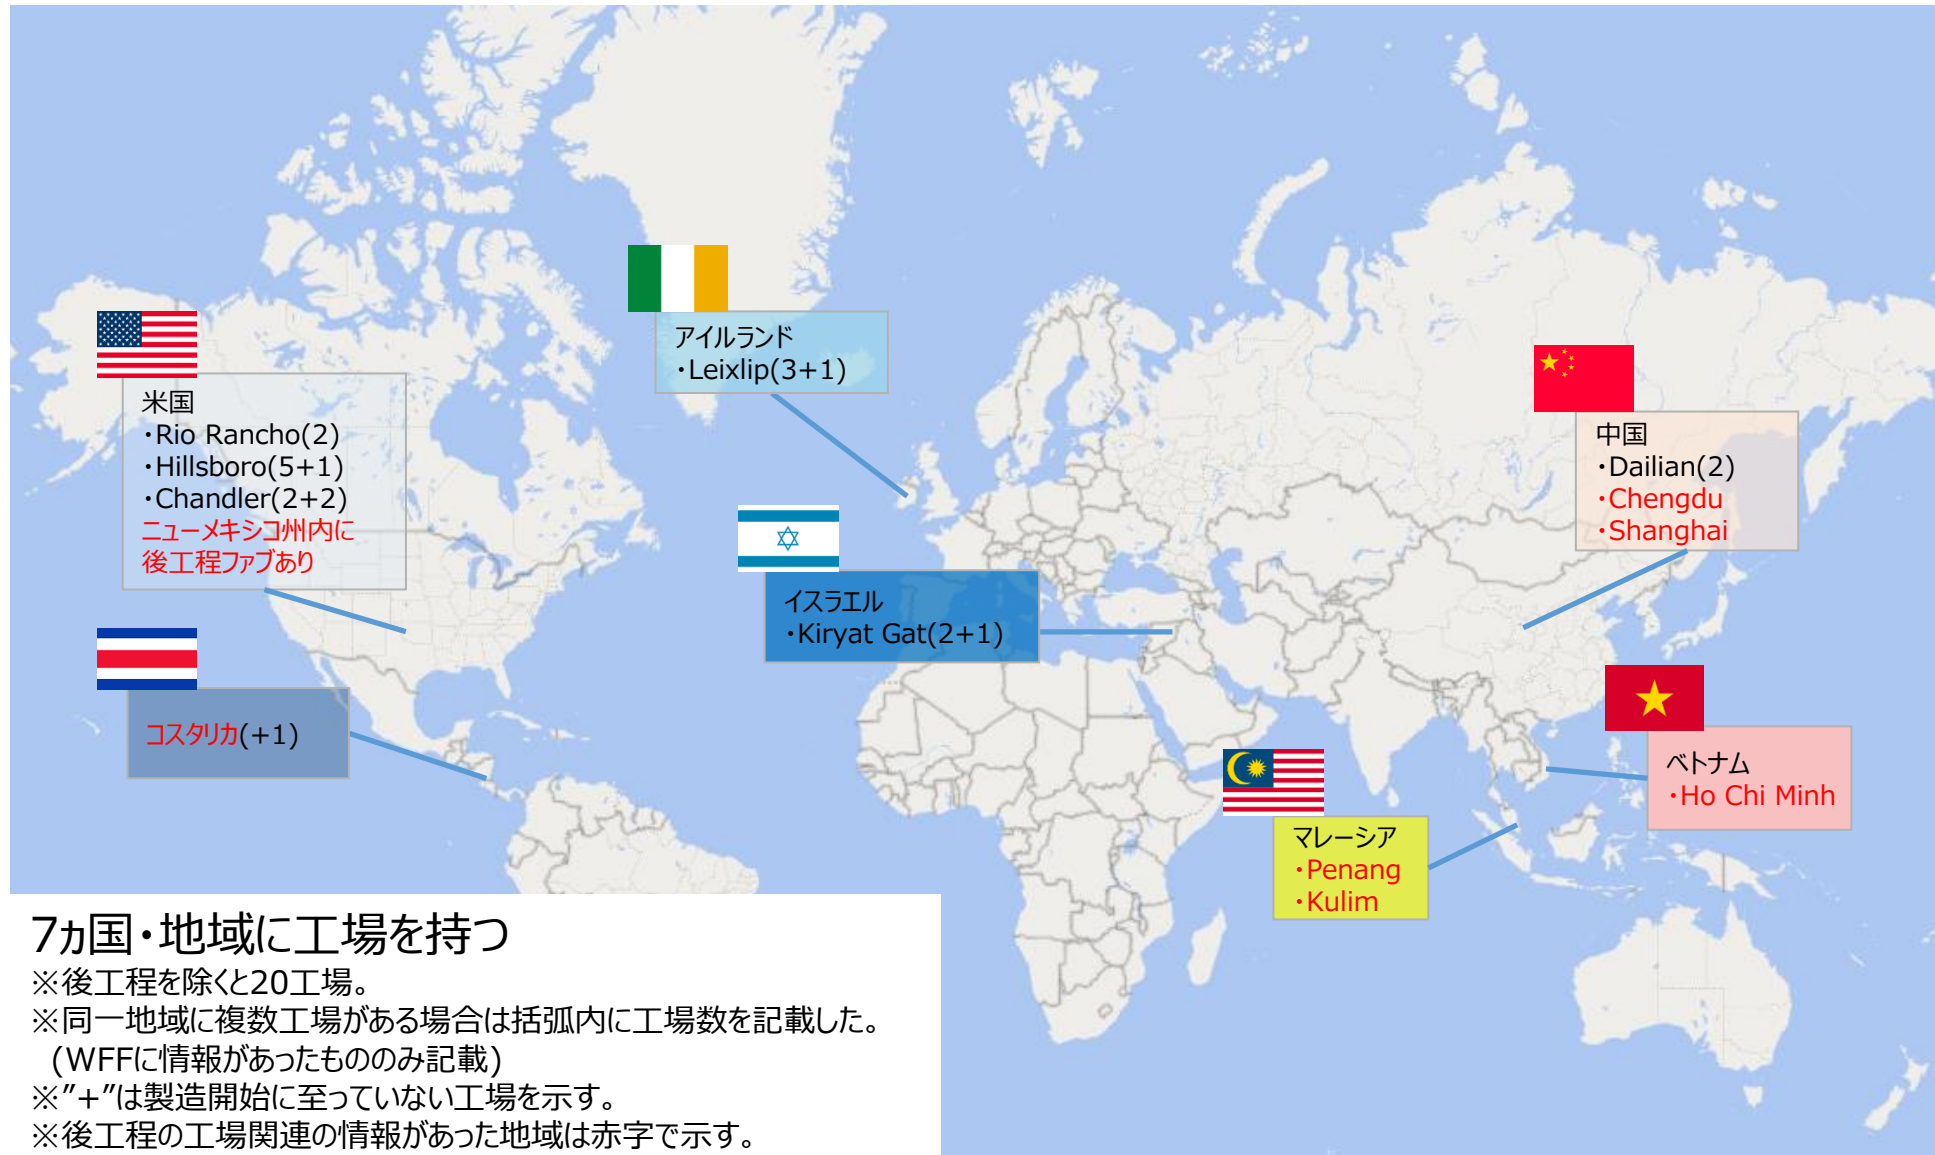 アイルランド
・Leixlip(3+1)
米国
・Rio Rancho(2)
・Hillsboro(5+1)
・Chandler(2+2)
ニューメキシコ州内に
後工程ファブあり
中国
・Dailian(2)
・Chengdu
・Shanghai
イスラエル
・Kiryat Gat(2+1)
コスタリカ(+1)
ベトナム
・Ho Chi Minh
マレーシア
・Penang
・Kulim
7ヵ国・地域に工場を持つ
※後工程を除くと20工場。
※同一地域に複数工場がある場合は括弧内に工場数を記載した。
(WFFに情報があったもののみ記載)
※”+”は製造開始に至っていない工場を示す。
※後工程の工場関連の情報があった地域は赤字で示す。